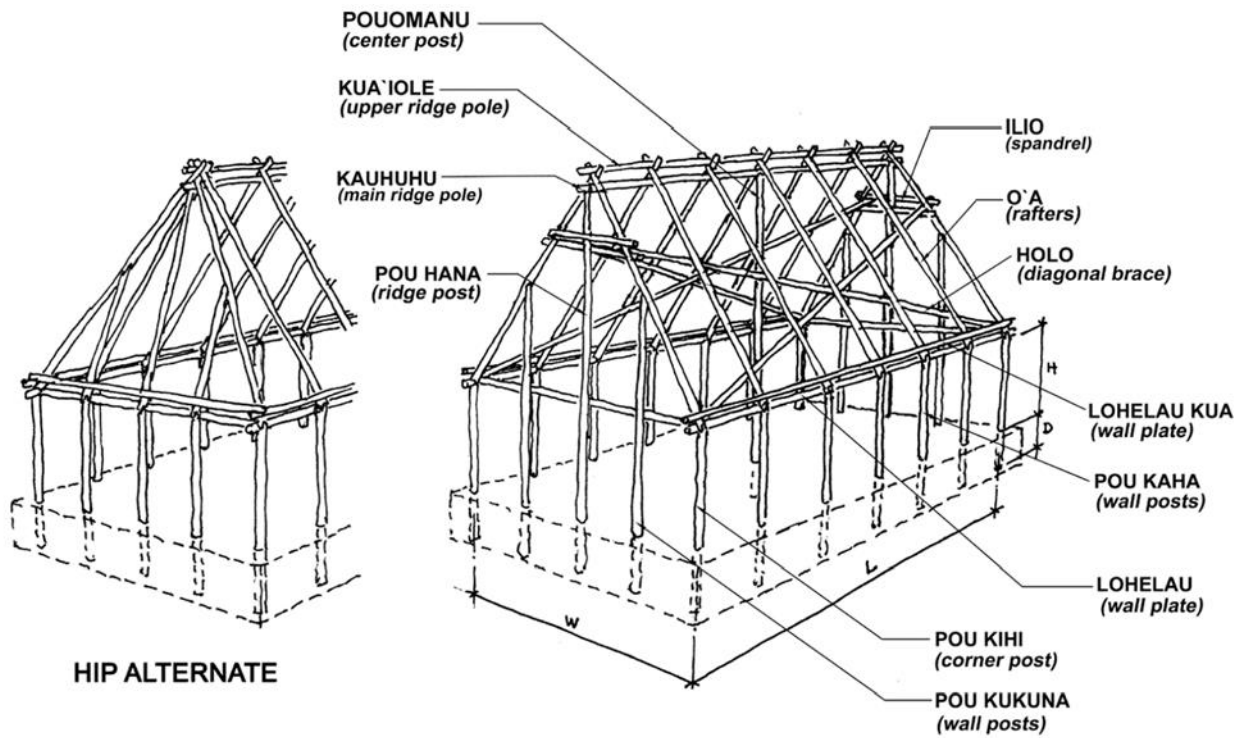 POUOMANU
(center post)
KUA`IOLE
(upper ridge pole)
KAUHUHU
(main ridge pole)
POU HANA
(ridge post)
ILIO
(spandrel)
O`A
(rafters)
HOLO
(diagonal brace)
H
D
LOHELAU KUA
(wall plate)
POU KAHA
(wall posts)
LOHELAU
(wall plate)
L
W
POU KIHI
(corner post)
POU KUKUNA
(wall posts)
HIP ALTERNATE